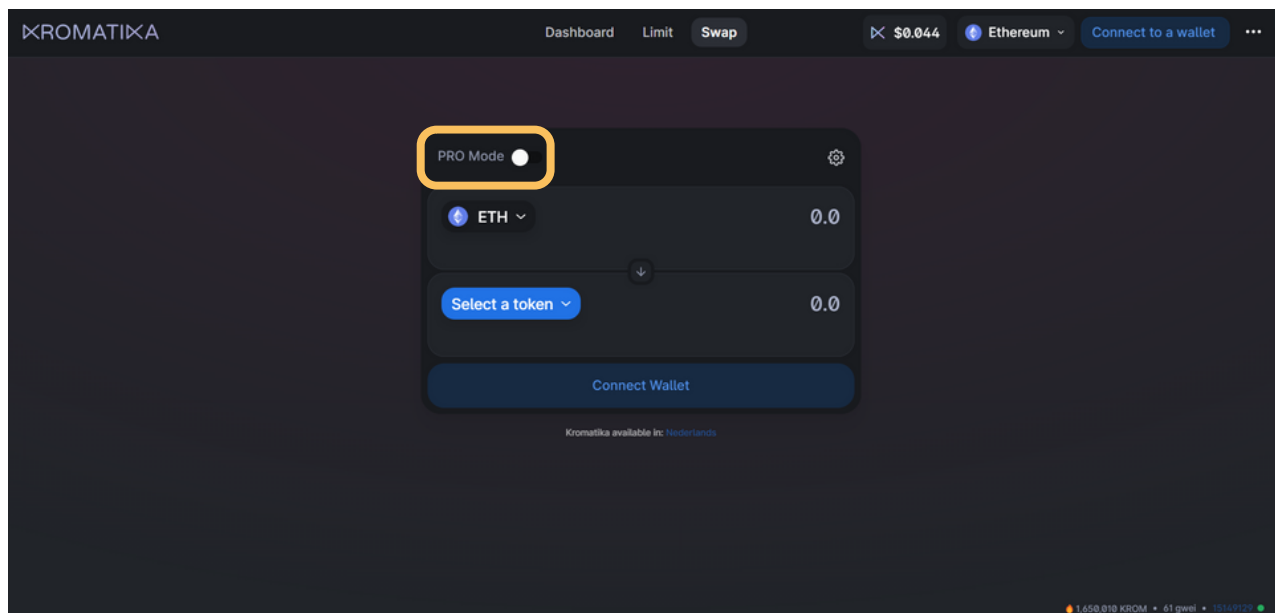 KROMATIKA
Dashboard Limit Swap
$0.044
Ethereum
Connect to a wallet
PRO Mode
ETH
0.0
Select a token
0.0
Connect Wallet
Kromatika available in: Nederlands
1,650,010 KROM • 61 gwei • 15149129